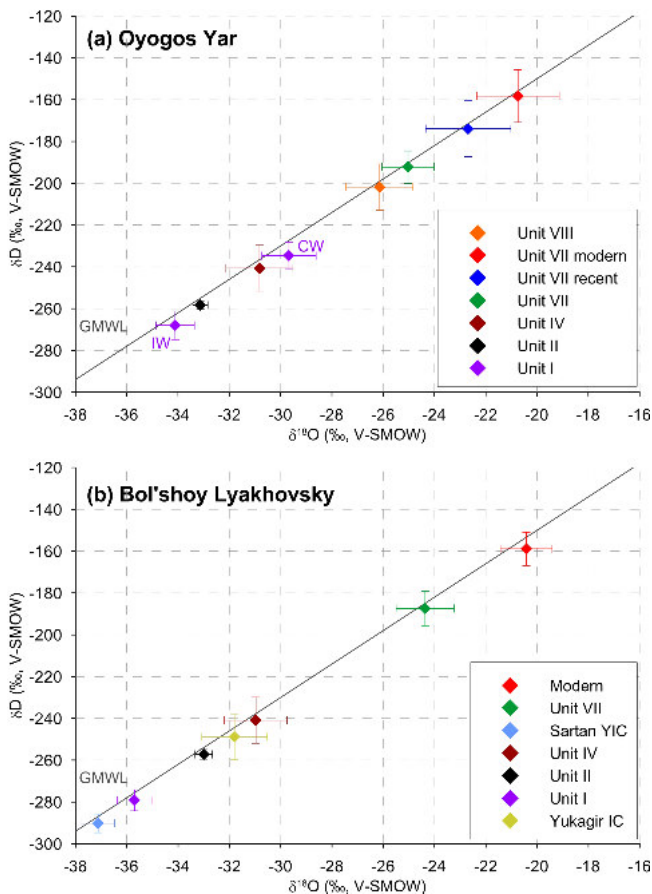 (a) Oyogos Yar
-120
-140
-160
-180
-200
-220
-240
-260
-280
-300
δD (‰, V-SMOW)
CW
GMWL
IW
Unit VIII
Unit VII modern
Unit VII recent
Unit VII
Unit IV
Unit II
Unit I
-38 -36 -34 -32 -30 -28 -26 -24 -22 -20 -18 -16
δ¹⁸O (‰, V-SMOW)
(b) Bol'shoy Lyakhovsky
-120
-140
-160
-180
-200
-220
-240
-260
-280
-300
δD (‰, V-SMOW)
GMWL
Modern
Unit VII
Sartan YIC
Unit IV
Unit II
Unit I
Yukagir IC
-38 -36 -34 -32 -30 -28 -26 -24 -22 -20 -18 -16
δ¹⁸O (‰, V-SMOW)